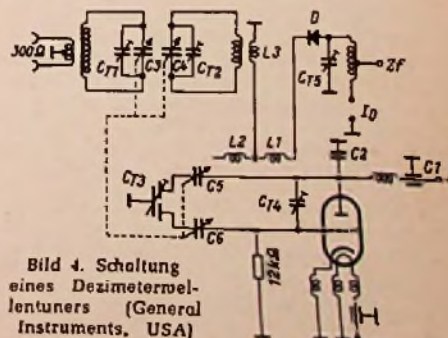 300Ω
CT1
C3
C4
CT2
L3
D
CT5
Zf
I0
L2
L1
C2
C1
CT3
C5
CT4
C6
12kΩ
Bild 4. Schaltung
eines Dezimeterwel-
lentuners (General
Instruments, USA)